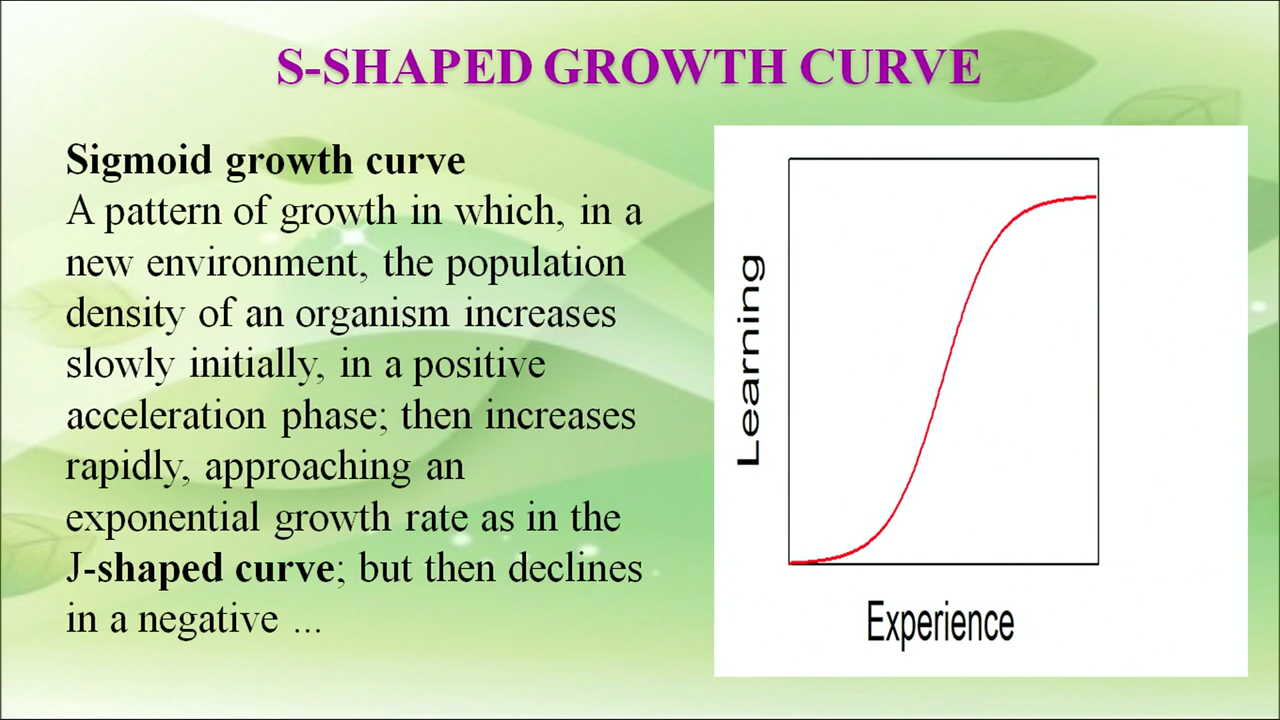 S-SHAPED GROWTH CURVE
Sigmoid growth curve
A pattern of growth in which, in a
new environment, the population
density of an organism increases
slowly initially, in a positive
acceleration phase; then increases
rapidly, approaching an
exponential growth rate as in the
J-shaped curve; but then declines
in a negative ...
Learning
Experience